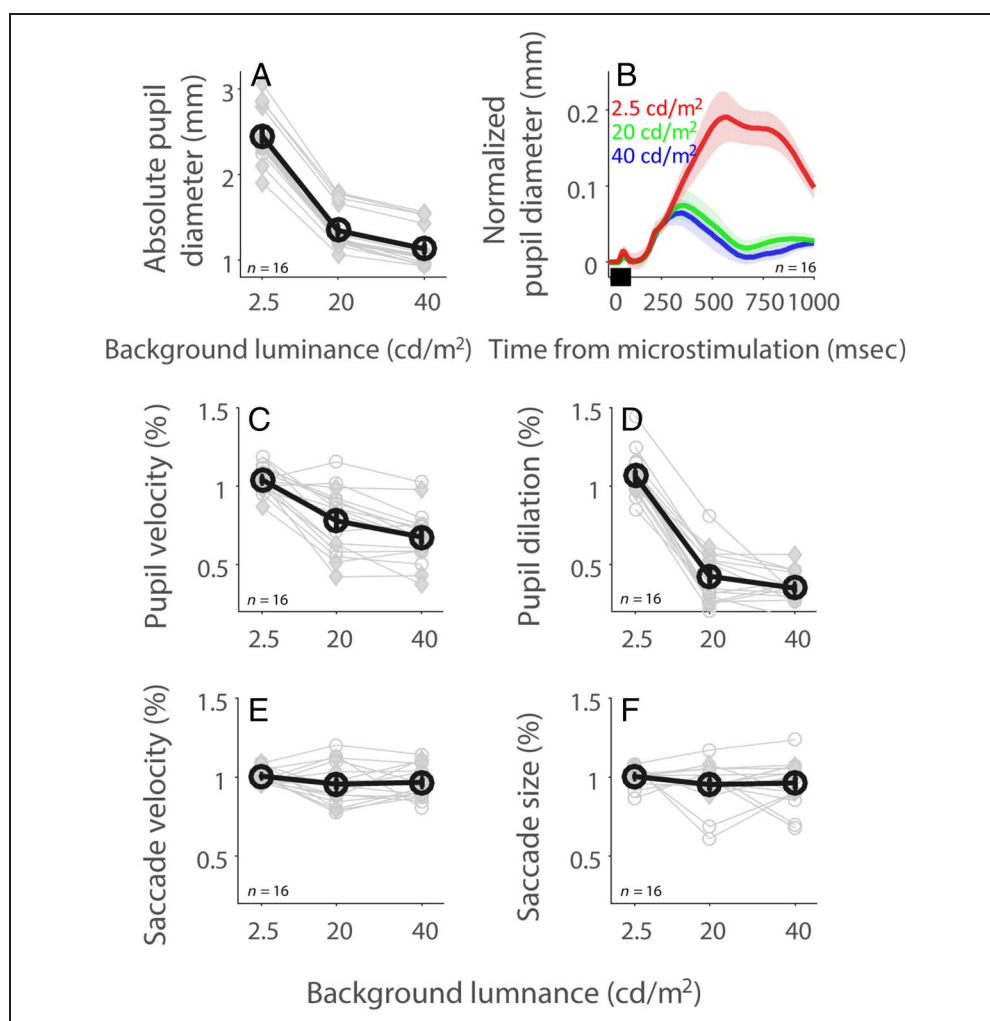 A
Absolute pupil
diameter (mm)
3
2
1
n = 16
2.5 20 40
Background luminance (cd/m²)
B
Normalized
pupil diameter (mm)
0.2
0.1
0
2.5 cd/m²
20 cd/m²
40 cd/m²
n = 16
0 250 500 750 1000
Time from microstimulation (msec)
C
Pupil velocity (%)
1.5
1
0.5
n = 16
2.5 20 40
D
Pupil dilation (%)
1.5
1
0.5
n = 16
2.5 20 40
E
Saccade velocity (%)
1.5
1
0.5
n = 16
2.5 20 40
F
Saccade size (%)
1.5
1
0.5
n = 16
2.5 20 40
Background lumnance (cd/m²)